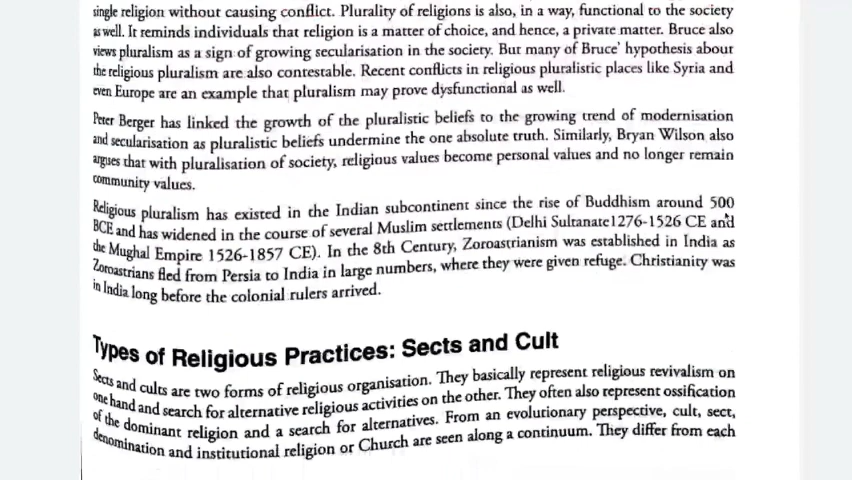 single religion without causing conflict. Plurality of religions is also, in a way, functional to the society
as well. It reminds individuals that religion is a matter of choice, and hence, a private matter. Bruce also
views pluralism as a sign of growing secularisation in the society. But many of Bruce' hypothesis about
the religious pluralism are also contestable. Recent conflicts in religious pluralistic places like Syria and
even Europe are an example that pluralism may prove dysfunctional as well.
Peter Berger has linked the growth of the pluralistic beliefs to the growing trend of modernisation
and secularisation as pluralistic beliefs undermine the one absolute truth. Similarly, Bryan Wilson also
argues that with pluralisation of society, religious values become personal values and no longer remain
community values.
Religious pluralism has existed in the Indian subcontinent since the rise of Buddhism around 500
BCE and has widened in the course of several Muslim settlements (Delhi Sultanate1276-1526 CE and
the Mughal Empire 1526-1857 CE). In the 8th Century, Zoroastrianism was established in India as
Zoroastrians fled from Persia to India in large numbers, where they were given refuge. Christianity was
in India long before the colonial rulers arrived.
Types of Religious Practices: Sects and Cult
Sects and cults are two forms of religious organisation. They basically represent religious revivalism on
one hand and search for alternative religious activities on the other. They often also represent ossification
of the dominant religion and a search for alternatives. From an evolutionary perspective, cult, sect,
denomination and institutional religion or Church are seen along a continuum. They differ from each